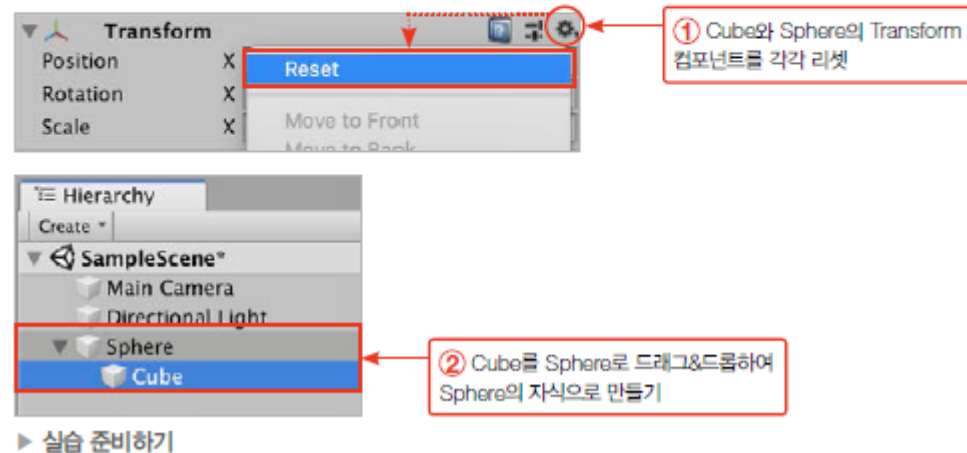 Transform
① Cube와 Sphere의 Transform
컴포넌트를 각각 리셋
Position X
Reset
Rotation X
Scale X
Move to Front
Move to Back
Hierarchy
Create
SampleScene*
Main Camera
Directional Light
Sphere
Cube
② Cube를 Sphere로 드래그&드롭하여
Sphere의 자식으로 만들기
▶ 실습 준비하기